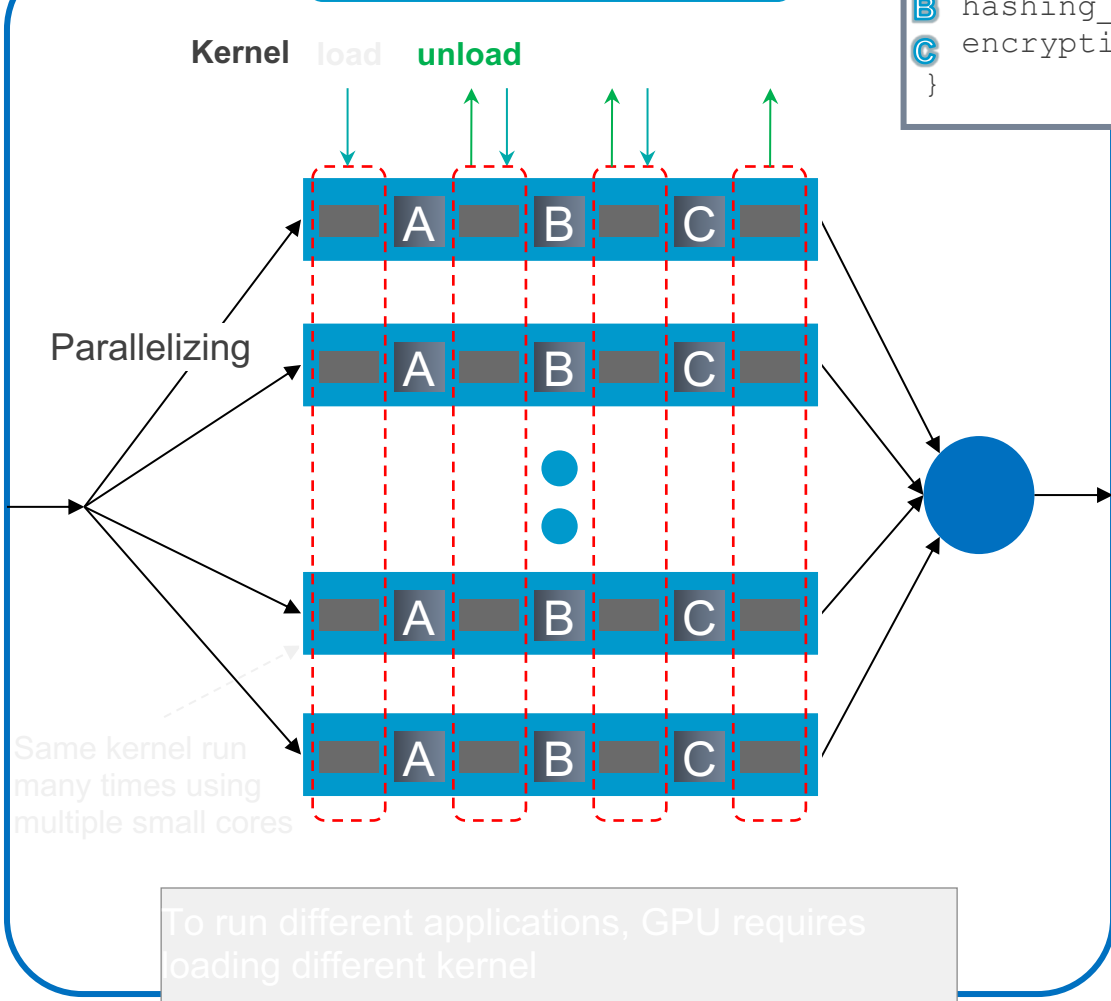 B hashing_
C encrypti
}
Kernel load unload
A B C
Parallelizing
A B C
A B C
A B C
Same kernel run
many times using
multiple small cores
To run different applications, GPU requires
loading different kernel